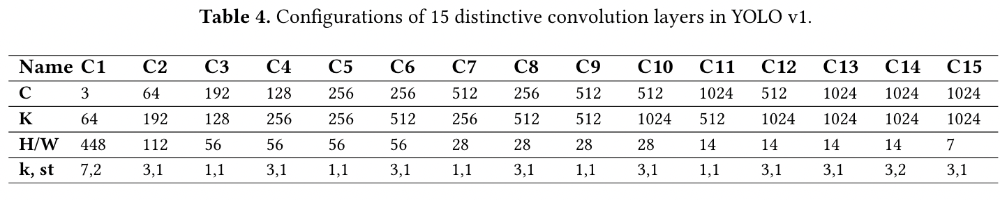 Table 4. Configurations of 15 distinctive convolution layers in YOLO v1.
Name C1 C2 C3 C4 C5 C6 C7 C8 C9 C10 C11 C12 C13 C14 C15
C 3 64 192 128 256 256 512 256 512 512 1024 512 1024 1024 1024
K 64 192 128 256 256 512 256 512 512 1024 512 1024 1024 1024 1024
H/W 448 112 56 56 56 56 28 28 28 28 14 14 14 14 7
k, st 7,2 3,1 1,1 3,1 1,1 3,1 1,1 3,1 1,1 3,1 1,1 3,1 3,1 3,2 3,1